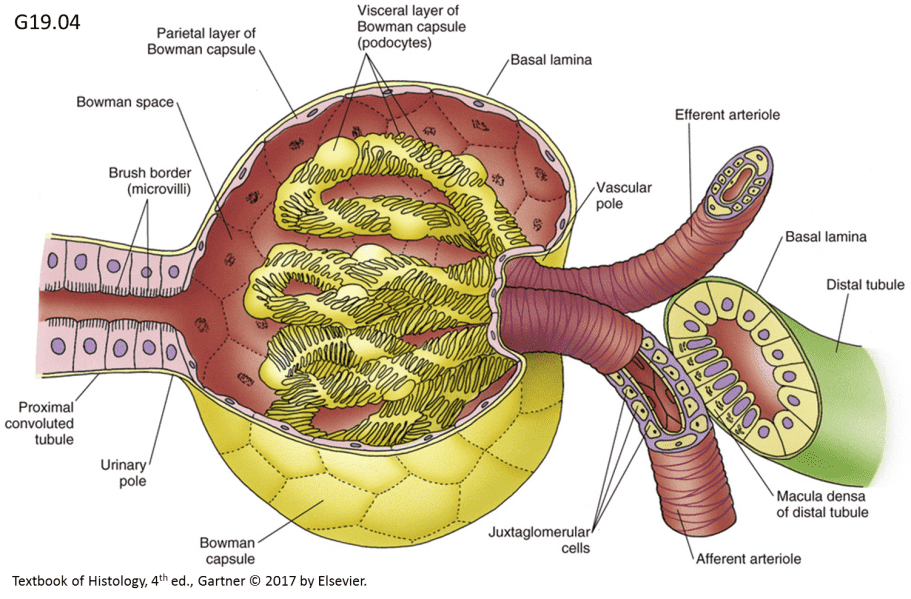 G19.04
Visceral layer of
Bowman capsule
(podocytes)
Parietal layer of
Bowman capsule
Basal lamina
Bowman space
Efferent arteriole
Brush border
(microvilli)
Vascular
pole
Basal lamina
Distal tubule
Proximal
convoluted
tubule
Urinary
pole
Macula densa
of distal tubule
Juxtaglomerular
cells
Bowman
capsule
Afferent arteriole
Textbook of Histology, 4th ed., Gartner © 2017 by Elsevier.